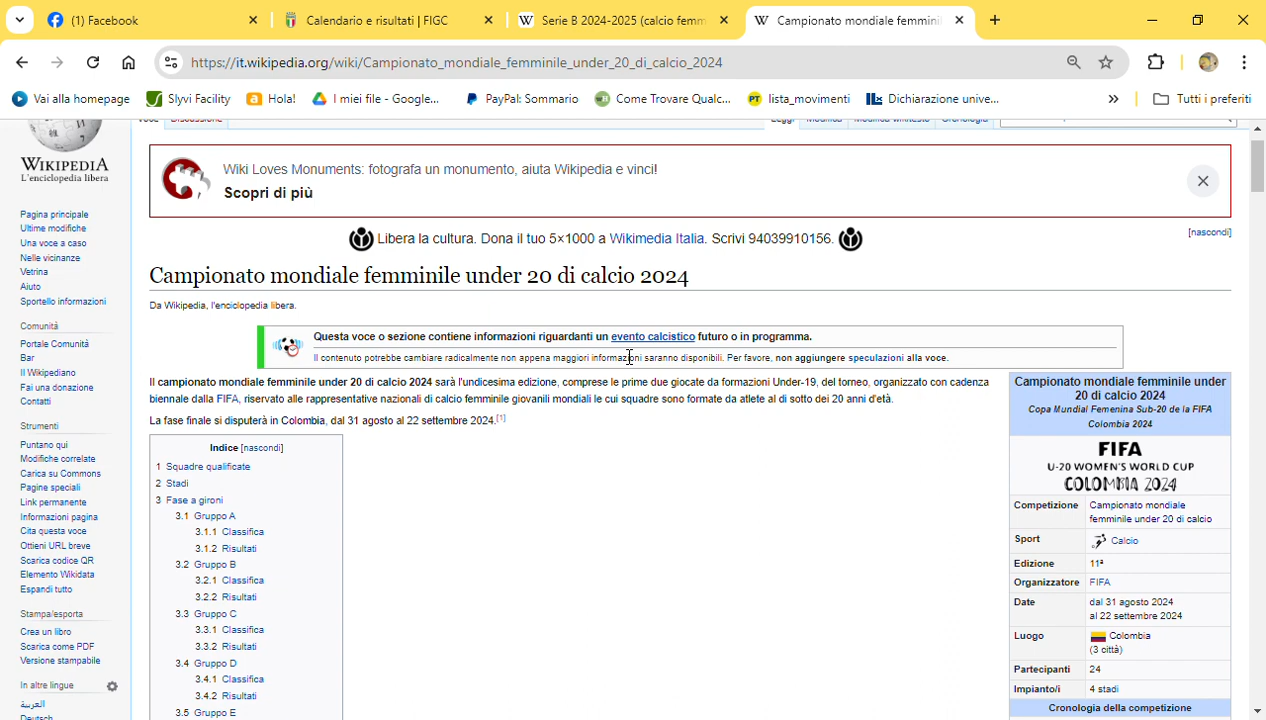 (1) Facebook
Calendario e risultati | FIGC
Serie B 2024-2025 (calcio femm
Campionato mondiale femminil
https://it.wikipedia.org/wiki/Campionato_mondiale_femminile_under_20_di_calcio_2024
Vai alla homepage
Slyvi Facility
Hola!
I miei file - Google...
PayPal: Sommario
Come Trovare Qualc...
lista_movimenti
Dichiarazione unive...
Tutti i preferiti
WIKIPEDIA
L'enciclopedia libera
Pagina principale
Ultime modifiche
Una voce a caso
Nelle vicinanze
Vetrina
Aiuto
Sportello informazioni
Comunità
Portale Comunità
Bar
Il Wikipediano
Fai una donazione
Contatti
Strumenti
Puntano qui
Modifiche correlate
Carica su Commons
Pagine speciali
Link permanente
Informazioni pagina
Cita questa voce
Ottieni URL breve
Scarica codice QR
Elemento Wikidata
Espandi tutto
Stampa/esporta
Crea un libro
Scarica come PDF
Versione stampabile
In altre lingue
العربية
Deutsch
Wiki Loves Monuments: fotografa un monumento, aiuta Wikipedia e vinci!
Scopri di più
Libera la cultura. Dona il tuo 5×1000 a Wikimedia Italia. Scrivi 94039910156.
[nascondi]
Campionato mondiale femminile under 20 di calcio 2024
Da Wikipedia, l'enciclopedia libera.
Questa voce o sezione contiene informazioni riguardanti un evento calcistico futuro o in programma.
Il contenuto potrebbe cambiare radicalmente non appena maggiori informazioni saranno disponibili. Per favore, non aggiungere speculazioni alla voce.
Il campionato mondiale femminile under 20 di calcio 2024 sarà l'undicesima edizione, comprese le prime due giocate da formazioni Under-19, del torneo, organizzato con cadenza
biennale dalla FIFA, riservato alle rappresentative nazionali di calcio femminile giovanili mondiali le cui squadre sono formate da atlete al di sotto dei 20 anni d'età.
La fase finale si disputerà in Colombia, dal 31 agosto al 22 settembre 2024.[1]
Indice [nascondi]
1 Squadre qualificate
2 Stadi
3 Fase a gironi
3.1 Gruppo A
3.1.1 Classifica
3.1.2 Risultati
3.2 Gruppo B
3.2.1 Classifica
3.2.2 Risultati
3.3 Gruppo C
3.3.1 Classifica
3.3.2 Risultati
3.4 Gruppo D
3.4.1 Classifica
3.4.2 Risultati
3.5 Gruppo E
Campionato mondiale femminile under
20 di calcio 2024
Copa Mundial Femenina Sub-20 de la FIFA
Colombia 2024
FIFA
U-20 WOMEN'S WORLD CUP
COLOMBIA 2024
Competizione Campionato mondiale
femminile under 20 di calcio
Sport Calcio
Edizione 11ª
Organizzatore FIFA
Date dal 31 agosto 2024
al 22 settembre 2024
Luogo Colombia
(3 città)
Partecipanti 24
Impianto/i 4 stadi
Cronologia della competizione